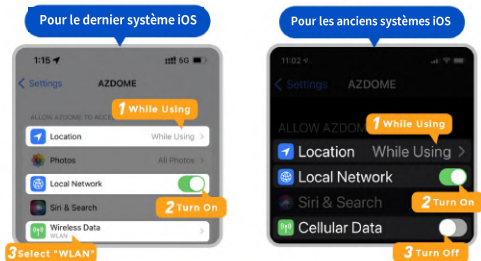 Pour le dernier système iOS
1:15
5G
Settings
AZDOME
ALLOW AZDOME TO ACCE
1 While Using
Location
While Using
Photos
All Photos
Local Network
Siri & Search
2 Turn On
Wireless Data
WLAN
3 Select "WLAN"
Pour les anciens systèmes iOS
11:02
Settings
AZDOME
ALLOW AZDOM
1 While Using
Location
While Using
Local Network
Siri & Search
2 Turn On
Cellular Data
3 Turn Off